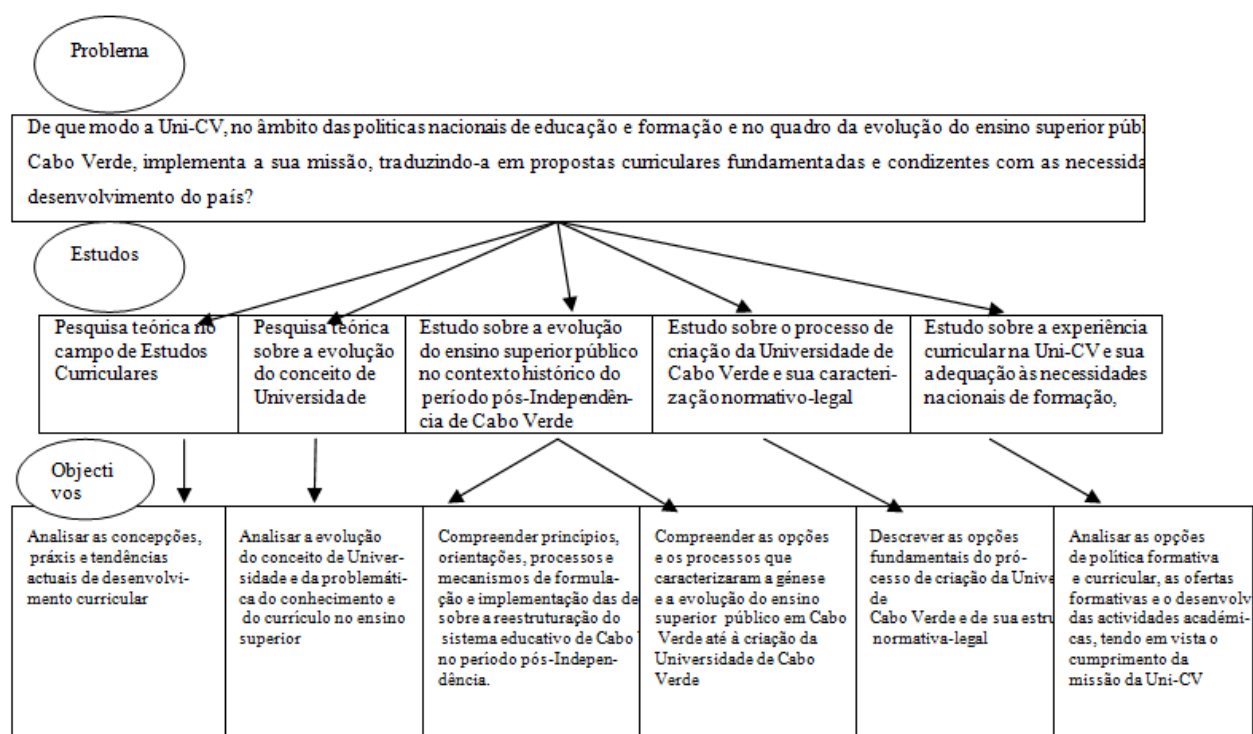 Problema
De que modo a Uni-CV, no âmbito das politicas nacionais de educação e formação e no quadro da evolução do ensino superior públ
Cabo Verde, implementa a sua missão, traduzindo-a em propostas curriculares fundamentadas e condizentes com as necessida
desenvolvimento do país?
Estudos
Pesquisa teórica no
campo de Estudos
Curriculares
Pesquisa teórica
sobre a evolução
do conceito de
Universidade
Estudo sobre a evolução
do ensino superior público
no contexto histórico do
período pós-Independên-
cia de Cabo Verde
Estudo sobre o processo de
criação da Universidade de
Cabo Verde e sua caracteri-
zação normativo-legal
Estudo sobre a experiência
curricular na Uni-CV e sua
adequação às necessidades
nacionais de formação,
Objecti
vos
Analisar as concepções,
práxis e tendências
actuais de desenvolvi-
mento curricular
Analisar a evolução
do conceito de Univer-
sidade e da problemáti-
ca do conhecimento e
do currículo no ensino
superior
Compreender princípios,
orientações, processos e
mecanismos de formula-
ção e implementação das de
sobre a reestruturação do
sistema educativo de Cabo
no período pós-Indepen-
dência.
Compreender as opções
e os processos que
caracterizaram a génese
e a evolução do ensino
superior público em Cabo
Verde até à criação da
Universidade de Cabo
Verde
Descrever as opções
fundamentais do pró-
cesso de criação da Unive
de
Cabo Verde e de sua estru
normativa-legal
Analisar as opções
de política formativa
e curricular, as ofertas
formativas e o desenvolv
das actividades académi-
cas, tendo em vista o
cumprimento da
missão da Uni-CV